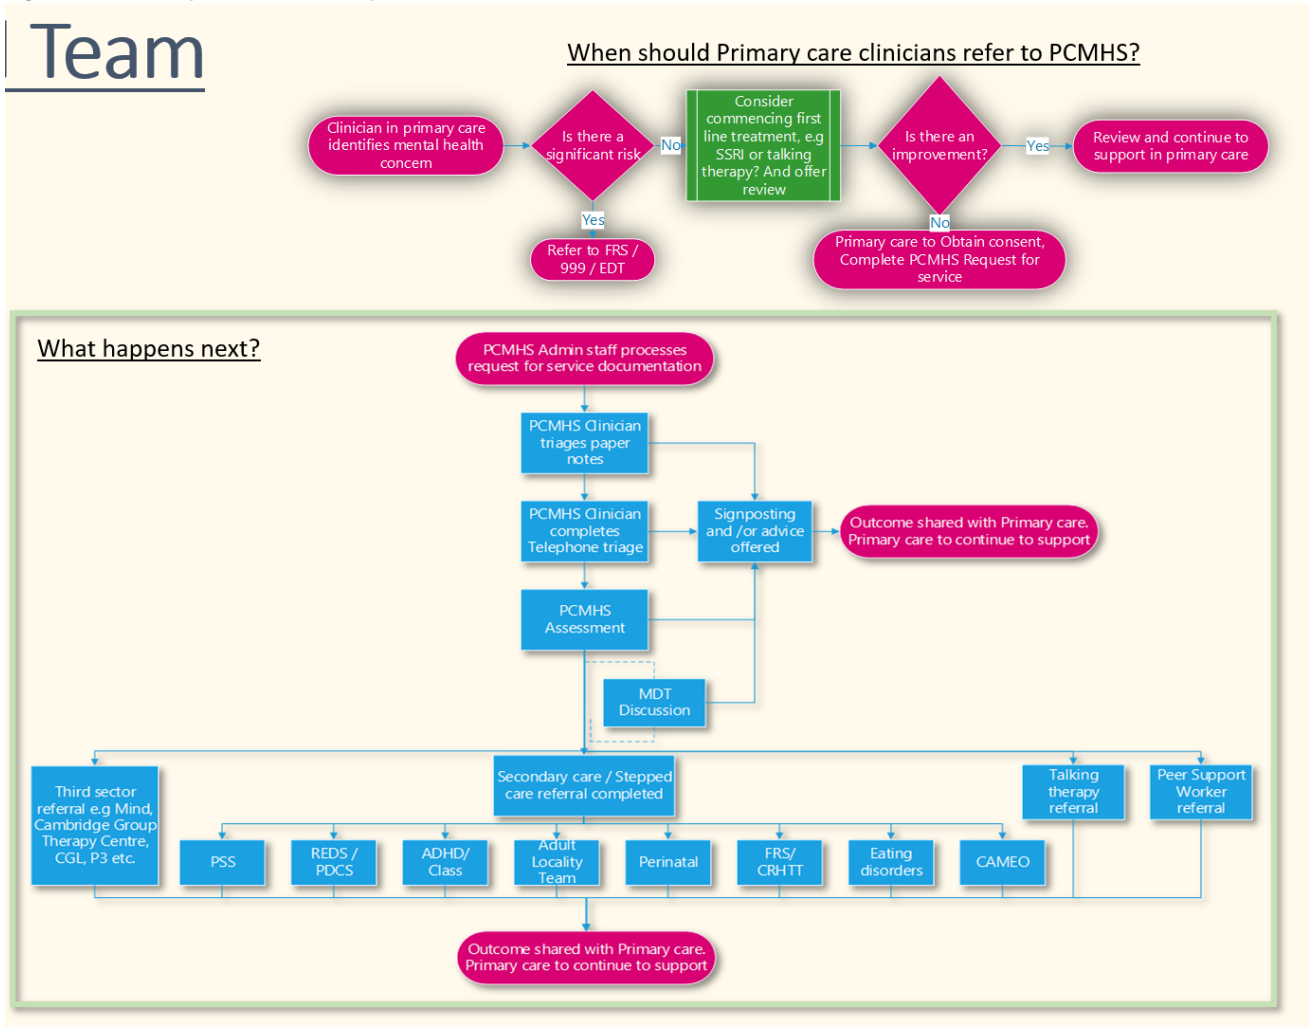 Team
When should Primary care clinicians refer to PCMHS?
Clinician in primary care
identifies mental health
concern
Is there a
significant risk
No
Yes
Refer to FRS /
999 / EDT
Consider
commencing first
line treatment, e.g
SSRI or talking
therapy? And offer
review
Is there an
improvement?
Yes
Review and continue to
support in primary care
No
Primary care to Obtain consent,
Complete PCMHS Request for
service
What happens next?
PCMHS Admin staff processes
request for service documentation
PCMHS Clinician
triages paper
notes
PCMHS Clinician
completes
Telephone triage
Signposting
and /or advice
offered
Outcome shared with Primary care.
Primary care to continue to support
PCMHS
Assessment
MDT
Discussion
Third sector
referral e.g Mind,
Cambridge Group
Therapy Centre,
CGL, P3 etc.
Secondary care / Stepped
care referral completed
Talking
therapy
referral
Peer Support
Worker
referral
PSS
REDS /
PDCS
ADHD/
Class
Adult
Locality
Team
Perinatal
FRS/
CRHTT
Eating
disorders
CAMEO
Outcome shared with Primary care.
Primary care to continue to support